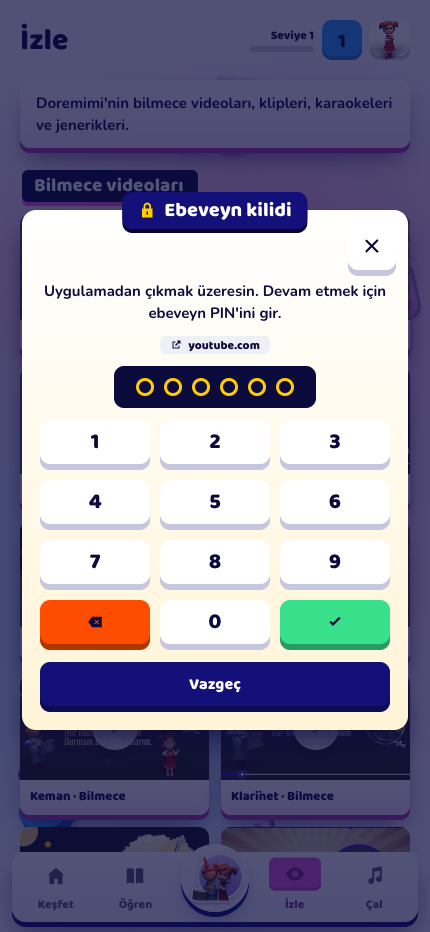 izle
Seviye 1
1
Doremimi'nin bilmece videoları, klipleri, karaokeleri
ve jenerikleri.
Bilmece videoları
Ebeveyn kilidi
Uygulamadan çıkmak üzeresin. Devam etmek için
ebeveyn PIN'ini gir.
youtube.com
1 2 3
4 5 6
7 8 9
0
Vazgeç
Keman · Bilmece
Klarinet · Bilmece
Keşfet Öğren İzle Çal